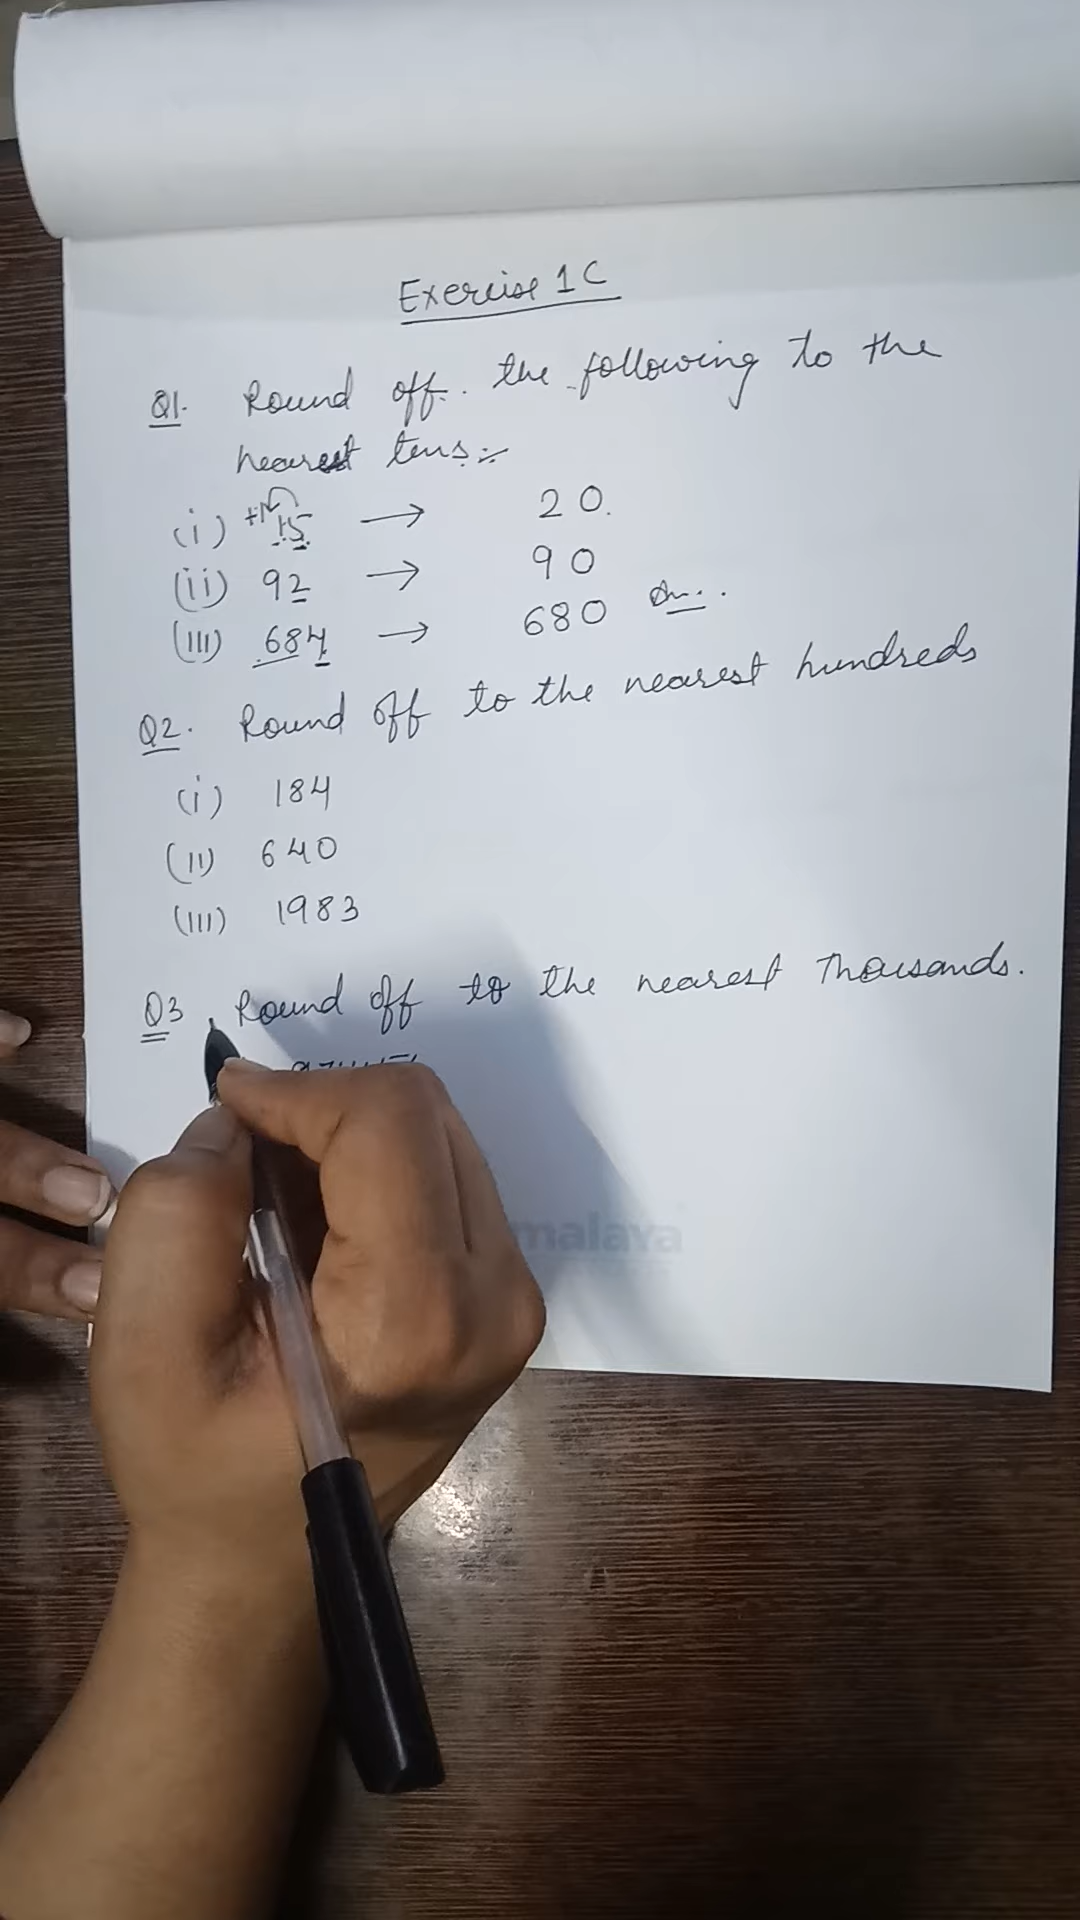 Exercise 1C
Q1. Round off. the following to the
nearest tens :-
(i) +1 15 → 20.
(ii) 92 → 90
(III) 684 → 680 Ans..
Q2. Round off to the nearest hundreds
(i) 184
(II) 640
(III) 1983
Q3. Round off to the nearest Thousands.
malaya